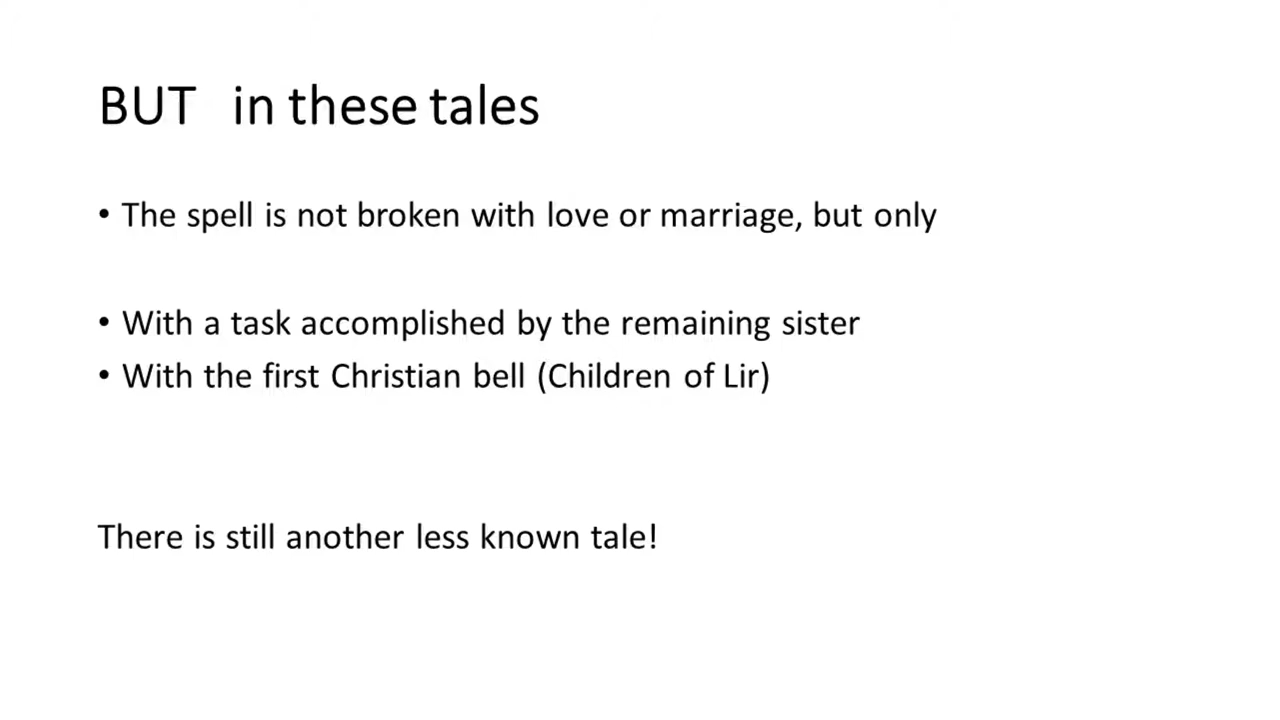 BUT in these tales
• The spell is not broken with love or marriage, but only
• With a task accomplished by the remaining sister
• With the first Christian bell (Children of Lir)
There is still another less known tale!